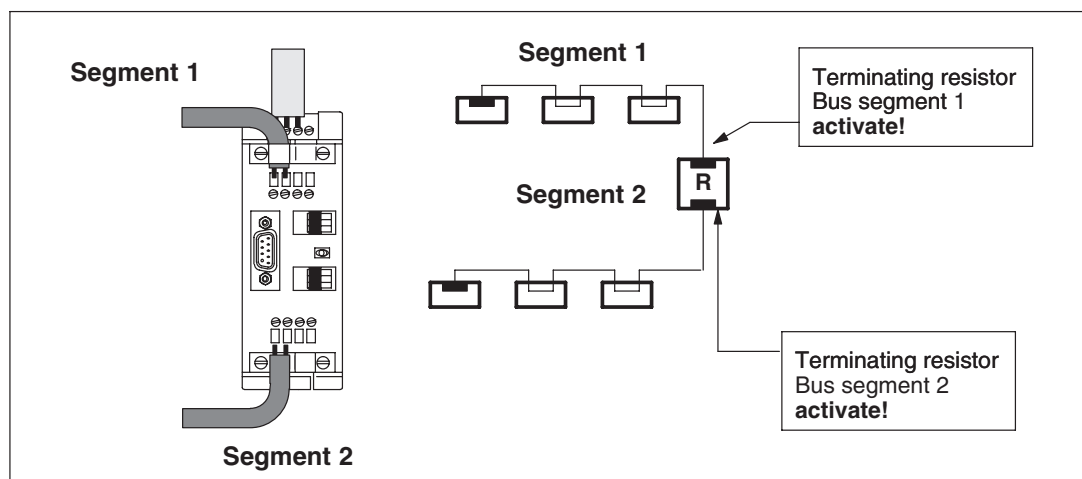 Segment 1
Segment 1
Terminating resistor
Bus segment 1
activate!
R
Segment 2
Terminating resistor
Bus segment 2
activate!
Segment 2